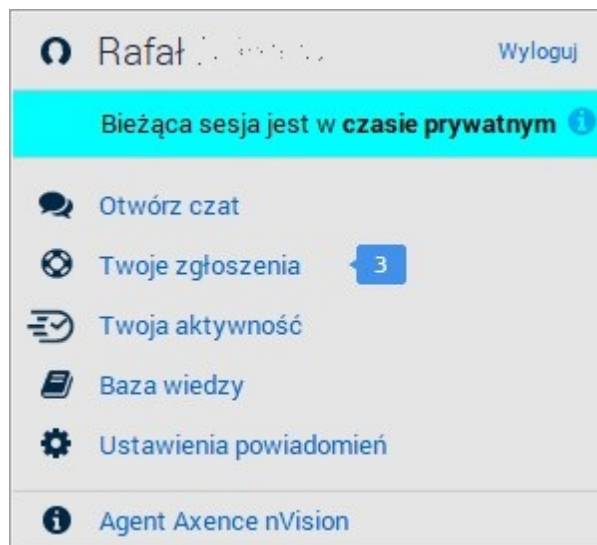 Rafał
Wyloguj
Bieżąca sesja jest w czasie prywatnym
Otwórz czat
Twoje zgłoszenia 3
Twoja aktywność
Baza wiedzy
Ustawienia powiadomień
Agent Axence nVision